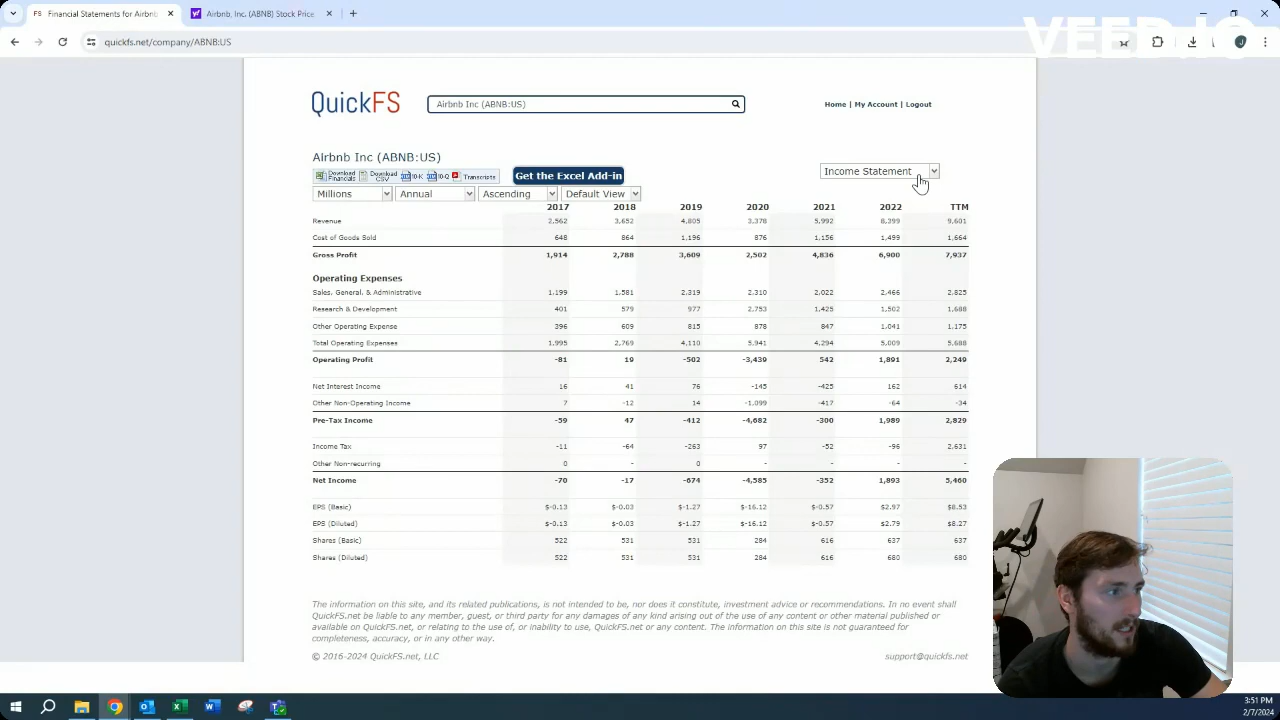 FS Financial Statements for Airbnb
Airbnb, Inc. (ABNB) Stock Price
quickfs.net/company/ABNB:US
VEED.IO
QuickFS
Airbnb Inc (ABNB:US)
Home | My Account | Logout
Airbnb Inc (ABNB:US)
Download Financials Download CSV 10-K 10-Q Transcripts Get the Excel Add-in Income Statement
Millions Annual Ascending Default View
2017 2018 2019 2020 2021 2022 TTM
Revenue 2,562 3,652 4,805 3,378 5,992 8,399 9,601
Cost of Goods Sold 648 864 1,196 876 1,156 1,499 1,664
Gross Profit 1,914 2,788 3,609 2,502 4,836 6,900 7,937
Operating Expenses
Sales, General, & Administrative 1,199 1,581 2,319 2,310 2,022 2,466 2,825
Research & Development 401 579 977 2,753 1,425 1,502 1,688
Other Operating Expense 396 609 815 878 847 1,041 1,175
Total Operating Expenses 1,995 2,769 4,110 5,941 4,294 5,009 5,688
Operating Profit -81 19 -502 -3,439 542 1,891 2,249
Net Interest Income 16 41 76 -145 -425 162 614
Other Non-Operating Income 7 -12 14 -1,099 -417 -64 -34
Pre-Tax Income -59 47 -412 -4,682 -300 1,989 2,829
Income Tax -11 -64 -263 97 -52 -96 2,631
Other Non-recurring 0 - 0 - - - -
Net Income -70 -17 -674 -4,585 -352 1,893 5,460
EPS (Basic) $-0.13 $-0.03 $-1.27 $-16.12 $-0.57 $2.97 $8.53
EPS (Diluted) $-0.13 $-0.03 $-1.27 $-16.12 $-0.57 $2.79 $8.27
Shares (Basic) 522 531 531 284 616 637 637
Shares (Diluted) 522 531 531 284 616 680 680
The information on this site, and its related publications, is not intended to be, nor does it constitute, investment advice or recommendations. In no event shall
QuickFS.net be liable to any member, guest, or third party for any damages of any kind arising out of the use of any content or other material published or
available on QuickFS.net, or relating to the use of, or inability to use, QuickFS.net or any content. The information on this site is not guaranteed for
completeness, accuracy, or in any other way.
© 2016-2024 QuickFS.net, LLC
support@quickfs.net
3:51 PM
2/7/2024